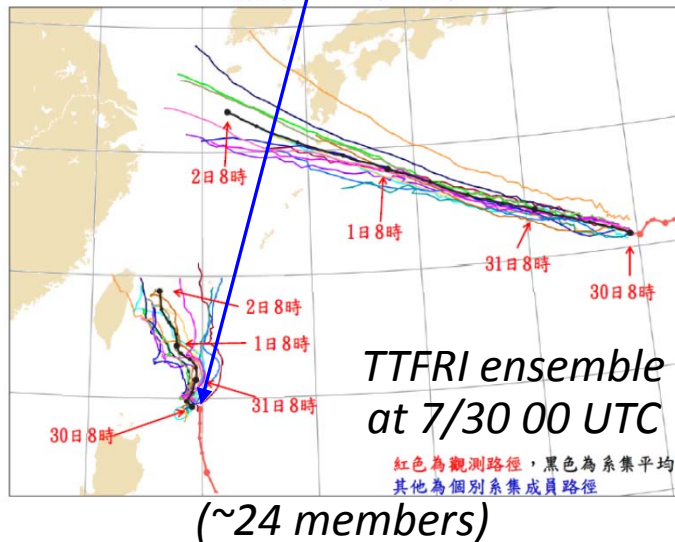 2日8時
1日8時
31日8時
30日8時
2日8時
1日8時
31日8時
30日8時
TTFRI ensemble
at 7/30 00 UTC
紅色為觀測路徑，黑色為系集平均
其他為個別系集成員路徑
(~24 members)